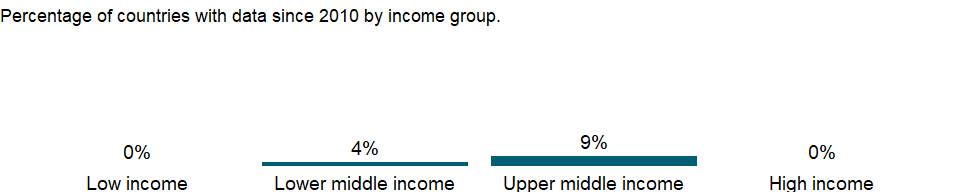 Percentage of countries with data since 2010 by income group.
9%
4%
0%
0%
Low income
Lower middle income
Upper middle income
High income